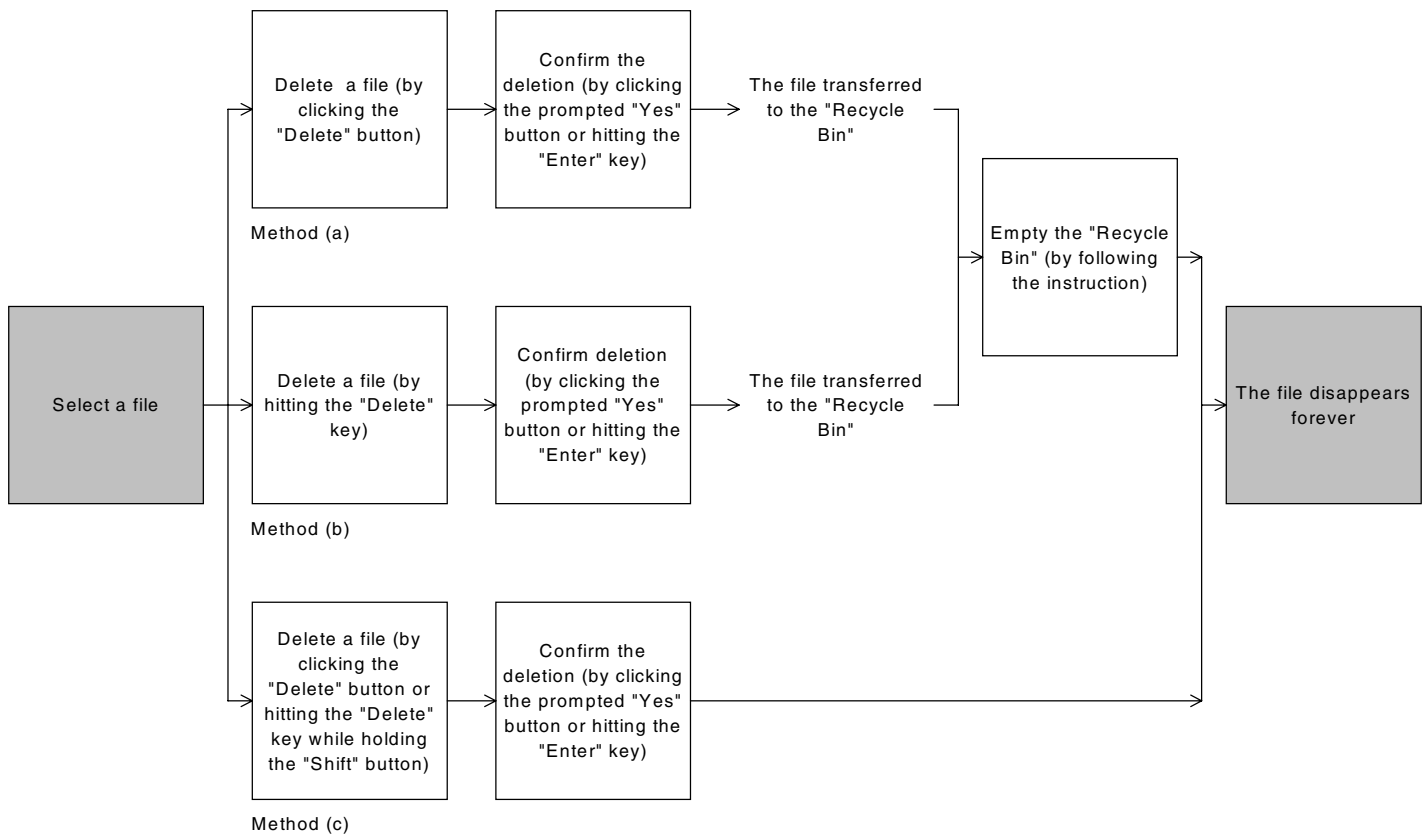 Select a file
Delete  a file (by
clicking the
"Delete" button)
Method (a)
Confirm the
deletion (by clicking
the prompted "Yes"
button or hitting the
"Enter" key)
The file transferred
to the "Recycle
Bin"
Delete a file (by
hitting the "Delete"
key)
Method (b)
Confirm deletion
(by clicking the
prompted "Yes"
button or hitting the
"Enter" key)
The file transferred
to the "Recycle
Bin"
Delete a file (by
clicking the
"Delete" button or
hitting the "Delete"
key while holding
the "Shift" button)
Method (c)
Confirm the
deletion (by clicking
the prompted "Yes"
button or hitting the
"Enter" key)
Empty the "Recycle
Bin" (by following
the instruction)
The file disappears
forever